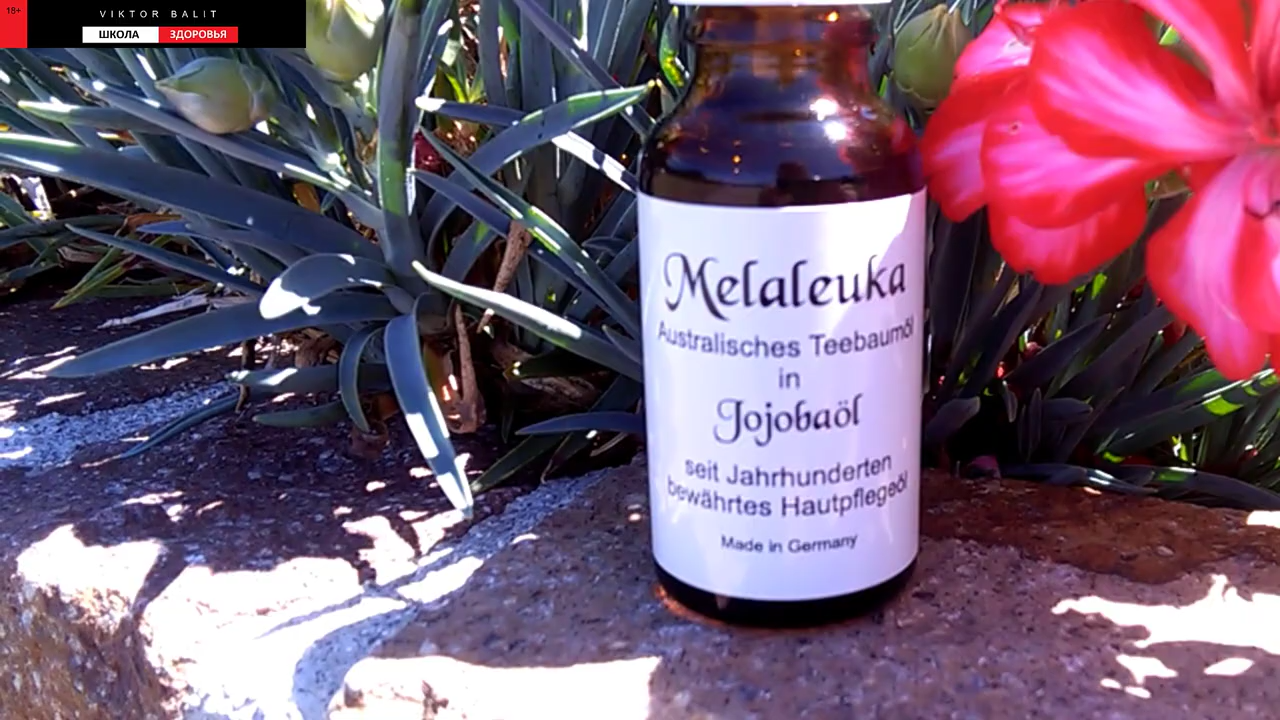 18+
VIKTOR BALIT
ШКОЛА ЗДОРОВЬЯ
Melaleuka
Australisches Teebaumöl
in
Jojobaöl
seit Jahrhunderten
bewährtes Hautpflegeöl
Made in Germany